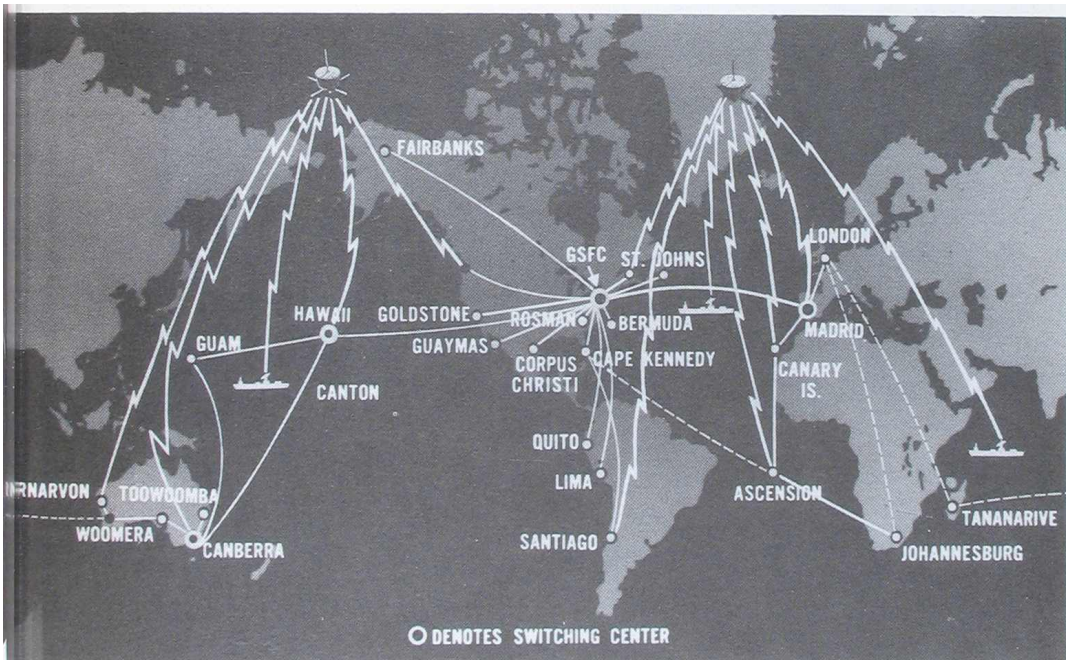 FAIRBANKS
LONDON
GSFC
ST. JOHNS
HAWAII
GOLDSTONE
ROSMAN
BERMUDA
MADRID
GUAM
GUAYMAS
CORPUS
CHRISTI
CAPE KENNEDY
CANARY
IS.
CANTON
QUITO
LIMA
ASCENSION
RNARVON
TOOWOOMBA
WOOMERA
CANBERRA
SANTIAGO
TANANARIVE
JOHANNESBURG
DENOTES SWITCHING CENTER